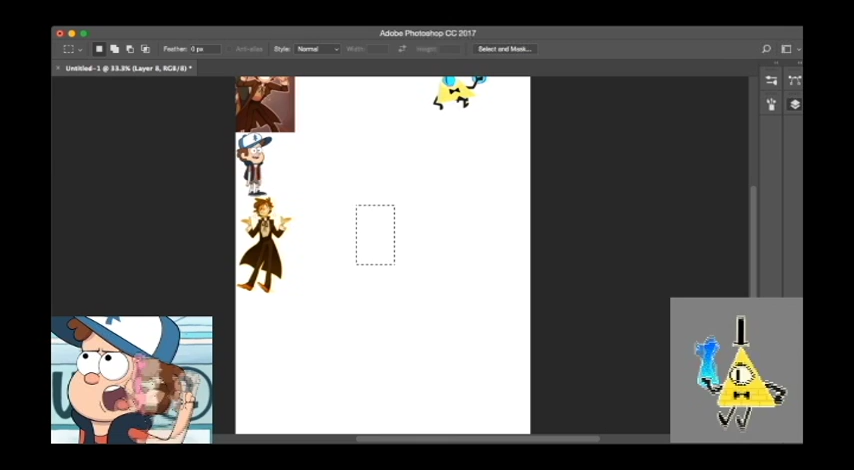 Adobe Photoshop CC 2017
Feather: 0 px Anti-alias Style: Normal Width: Height: Select and Mask...
Untitled-1 @ 33.3% (Layer 8, RGB/8) *